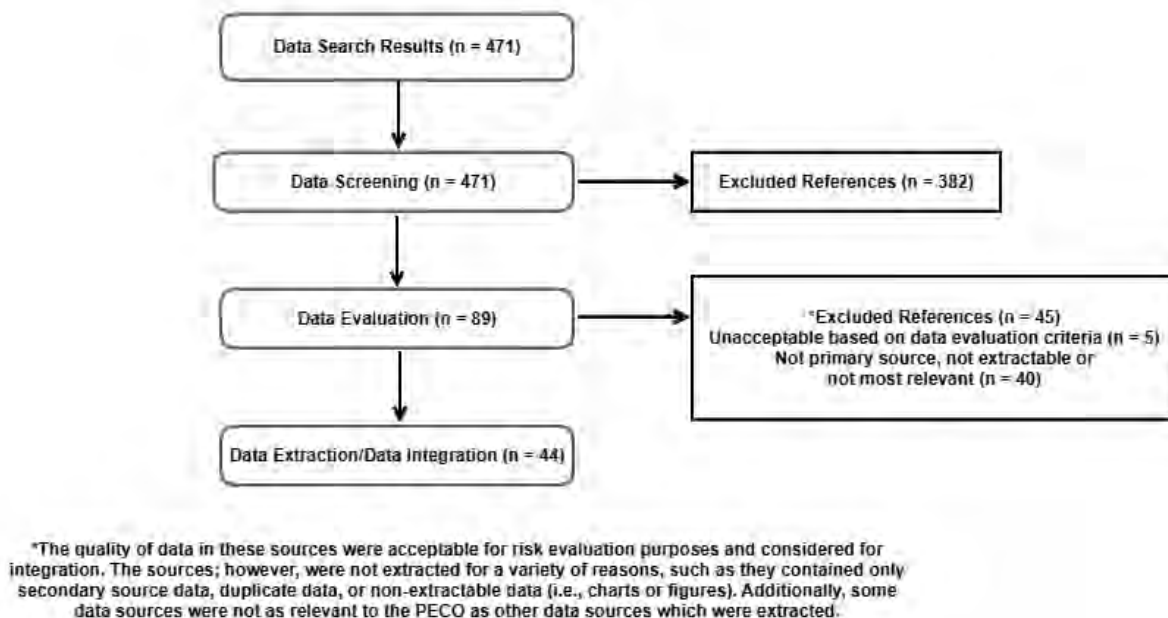 Data Search Results (n = 471)
Data Screening (n = 471)
Excluded References (n = 382)
Data Evaluation (n = 89)
*Excluded References (n = 45)
Unacceptable based on data evaluation criteria (n = 5)
Not primary source, not extractable or
not most relevant (n = 40)
Data Extraction/Data Integration (n = 44)
*The quality of data in these sources were acceptable for risk evaluation purposes and considered for
integration. The sources; however, were not extracted for a variety of reasons, such as they contained only
secondary source data, duplicate data, or non-extractable data (i.e., charts or figures). Additionally, some
data sources were not as relevant to the PECO as other data sources which were extracted.